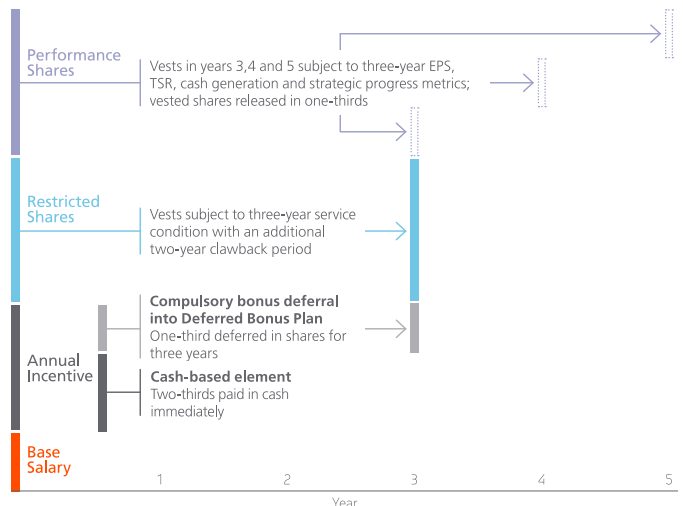 Performance
Shares
Vests in years 3,4 and 5 subject to three-year EPS,
TSR, cash generation and strategic progress metrics;
vested shares released in one-thirds
Restricted
Shares
Vests subject to three-year service
condition with an additional
two-year clawback period
Compulsory bonus deferral
into Deferred Bonus Plan
One-third deferred in shares for
three years
Annual
Incentive
Cash-based element
Two-thirds paid in cash
immediately
Base
Salary
1 2 3 4 5
Year